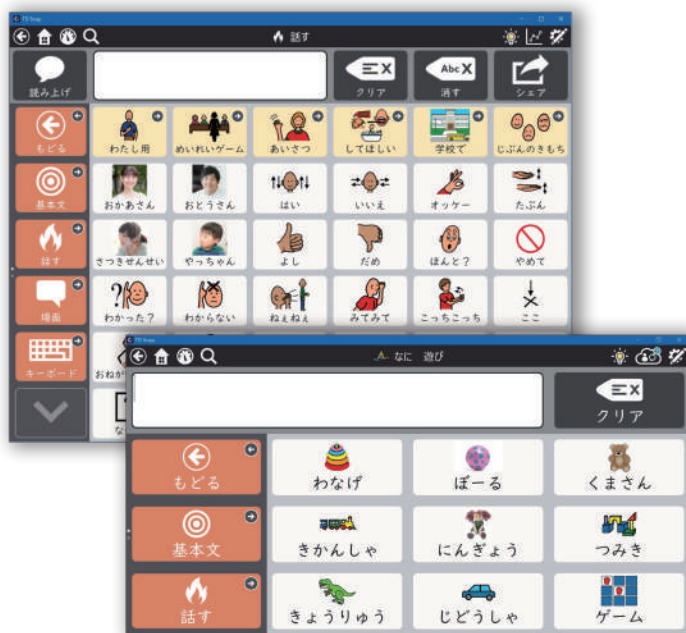 TD Snap
話す
読み上げ
クリア
Abc
消す
シェア
もどる
わたし用
めいれいゲーム
あいさつ
してほしい
学校で
じぶんのきもち
基本文
おかあさん
おとうさん
はい
いいえ
オッケー
たぶん
話す
さつきせんせい
やっちゃん
よし
だめ
ほんと?
やめて
場面
わかった?
わからない
ねぇねぇ
みてみて
こっちこっち
ここ
キーボード
TD Snap
なに 遊び
クリア
もどる
わなげ
ぼーる
くまさん
基本文
きかんしゃ
にんぎょう
つみき
話す
きょうりゅう
じどうしゃ
ゲーム